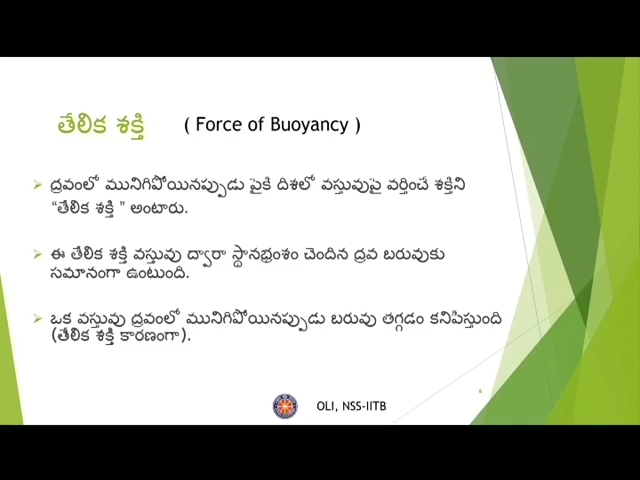 తేలిక శక్తి ( Force of Buoyancy )
ద్రవంలో మునిగిపోయినప్పుడు పైకి దిశలో వస్తువుపై వర్తించే శక్తిని
“తేలిక శక్తి ” అంటారు.
ఈ తేలిక శక్తి వస్తువు ద్వారా స్థానభ్రంశం చెందిన ద్రవ బరువుకు
సమానంగా ఉంటుంది.
ఒక వస్తువు ద్రవంలో మునిగిపోయినప్పుడు బరువు తగ్గడం కనిపిస్తుంది
(తేలిక శక్తి కారణంగా).
OLI, NSS-IITB